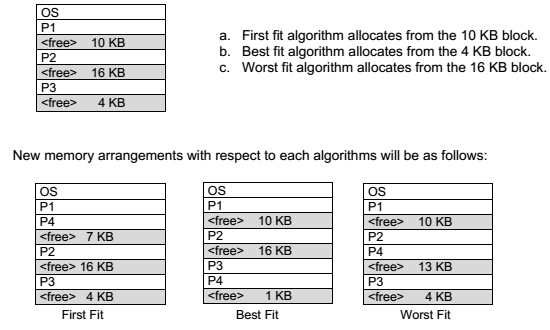 OS
P1
<free> 10 KB
P2
<free> 16 KB
P3
<free> 4 KB
a. First fit algorithm allocates from the 10 KB block.
b. Best fit algorithm allocates from the 4 KB block.
c. Worst fit algorithm allocates from the 16 KB block.
New memory arrangements with respect to each algorithms will be as follows:
OS
P1
P4
<free> 7 KB
P2
<free> 16 KB
P3
<free> 4 KB
First Fit
OS
P1
<free> 10 KB
P2
<free> 16 KB
P3
P4
<free> 1 KB
Best Fit
OS
P1
<free> 10 KB
P2
P4
<free> 13 KB
P3
<free> 4 KB
Worst Fit